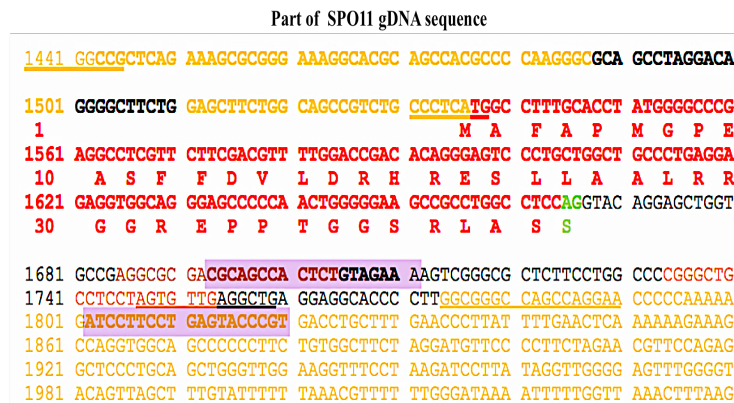 Part of SPO11 gDNA sequence
1441 GGCCGCTCAG AAAGCGCGGG AAAGGCACGC AGCCACGCCC CAAGGGCGCA GCCTAGGACA
1501 GGGGCTTCTG GAGCTTCTGG CAGCCGTCTG CCCTCATGGC CTTTGCACCT ATGGGGCCCG
1 M A F A P M G P E
1561 AGGCCTCGTT CTTCGACGTT TTGGACCGAC ACAGGGAGTC CCTGCTGGCT GCCCTGAGGA
10 A S F F D V L D R H R E S L L A A L R R
1621 GAGGTGGCAG GGAGCCCCCA ACTGGGGGAA GCCGCCTGGC CTCCAGGTAC AGGAGCTGGT
30 G G R E P P T G G S R L A S S
1681 GCCGAGGCGC GACGCAGCCA CTCTGTAGAA AAGTCGGGCG CTCTTCCTGG CCCCGGGCTG
1741 CCTCCTAGTG TTGAGGCTGA GGAGGCACCC CTTGGCGGGC CAGCCAGGAA CCCCCAAAAA
1801 GATCCTTCCT GAGTACCCGT GACCTGCTTT GAACCCTTAT TTGAACTCAA AAAAAGAAAG
1861 CCAGGTGGCA GCCCCCCTTC TGTGGCTTCT AGGATGTTCC CCCTTCTAGA ACGTTCCAGAG
1921 GCTCCCTGCA GCTGGGTTGG AAGGTTTCCT AAGATCCTTA TAGGTTGGGG AGTTTGGGGT
1981 ACAGTTAGCT TTGTATTTTT TAAACGTTTT TTGGGATAAA ATTTTTGGTT AAACTTTAAG